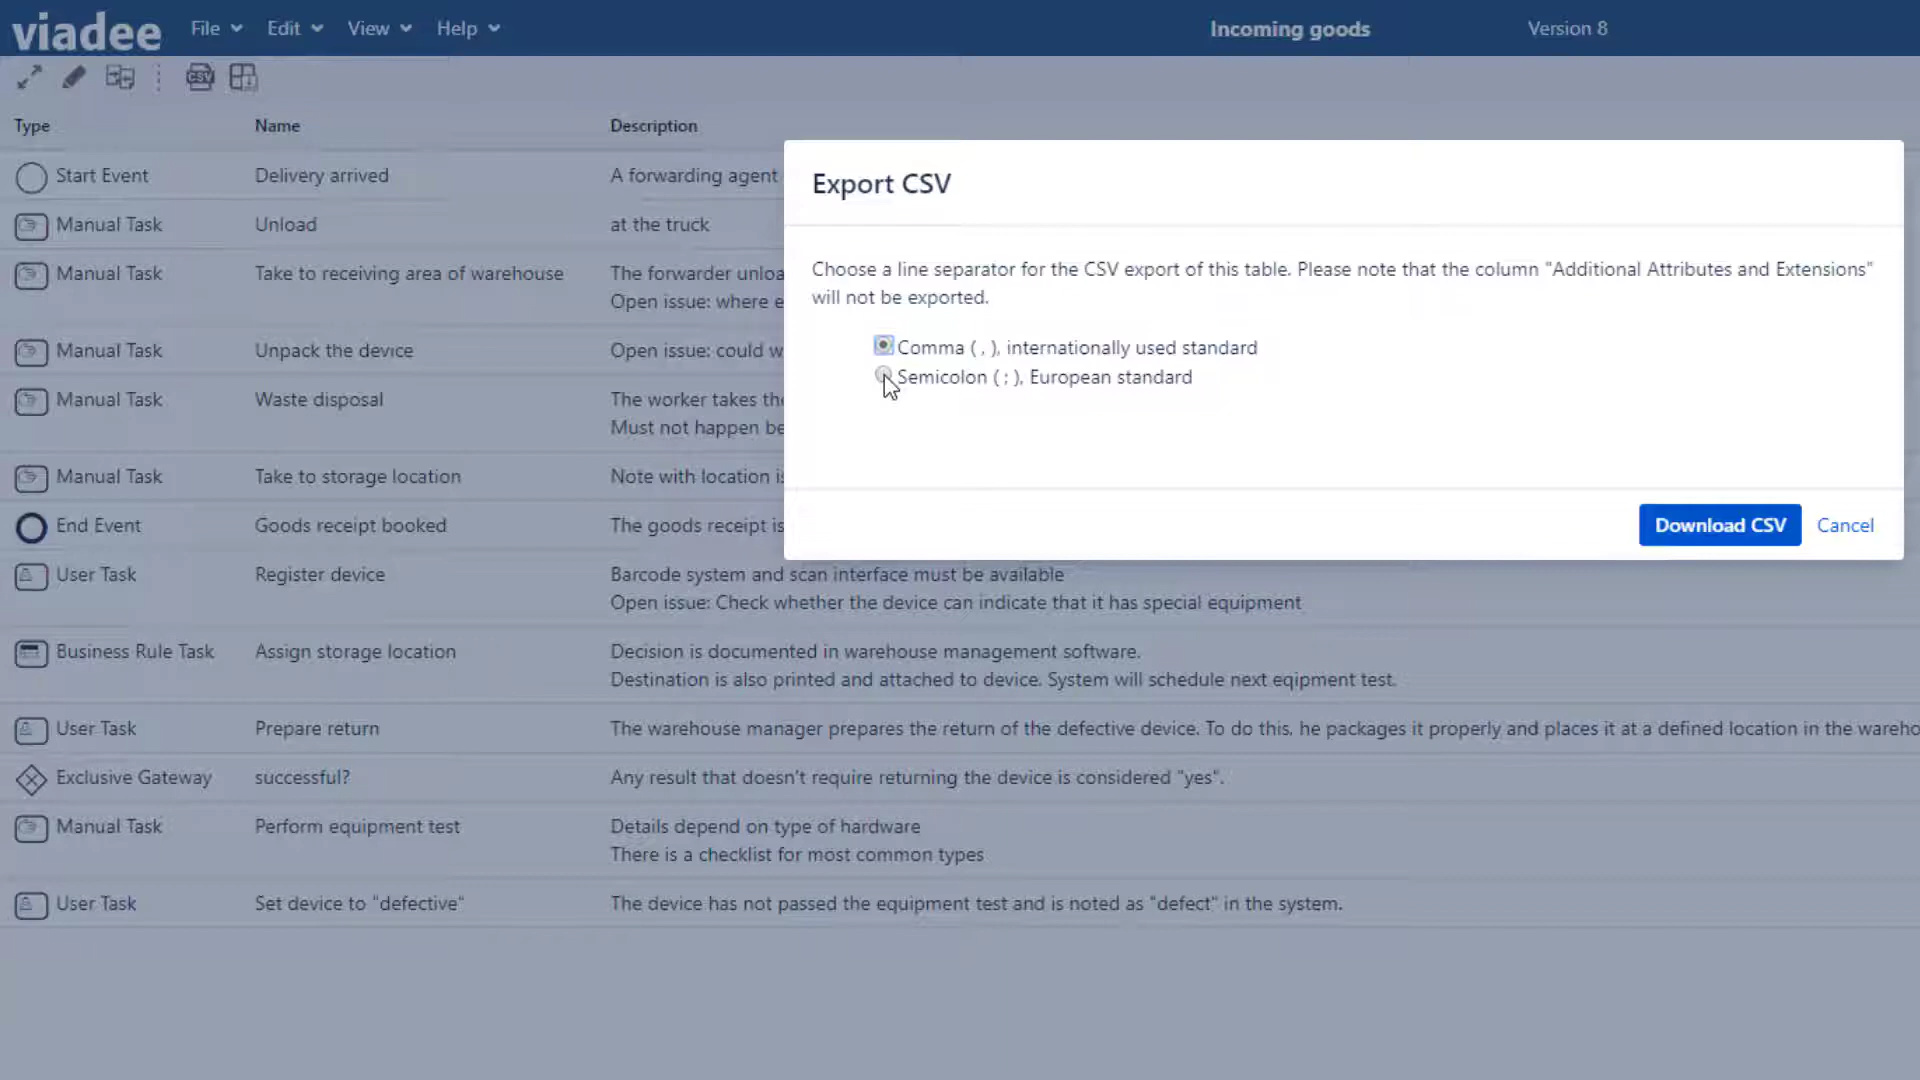 viadee File Edit View Help Incoming goods Version 8
CSV
Type Name Description
Start Event Delivery arrived A forwarding agent
Manual Task Unload at the truck
Manual Task Take to receiving area of warehouse The forwarder unloa
Open issue: where e
Manual Task Unpack the device Open issue: could w
Manual Task Waste disposal The worker takes the
Must not happen be
Manual Task Take to storage location Note with location is
End Event Goods receipt booked The goods receipt is
User Task Register device Barcode system and scan interface must be available
Open issue: Check whether the device can indicate that it has special equipment
Business Rule Task Assign storage location Decision is documented in warehouse management software.
Destination is also printed and attached to device. System will schedule next eqipment test.
User Task Prepare return The warehouse manager prepares the return of the defective device. To do this, he packages it properly and places it at a defined location in the wareho
Exclusive Gateway successful? Any result that doesn't require returning the device is considered "yes".
Manual Task Perform equipment test Details depend on type of hardware
There is a checklist for most common types
User Task Set device to "defective" The device has not passed the equipment test and is noted as "defect" in the system.
Export CSV
Choose a line separator for the CSV export of this table. Please note that the column "Additional Attributes and Extensions"
will not be exported.
Comma ( , ), internationally used standard
Semicolon ( ; ), European standard
Download CSV Cancel